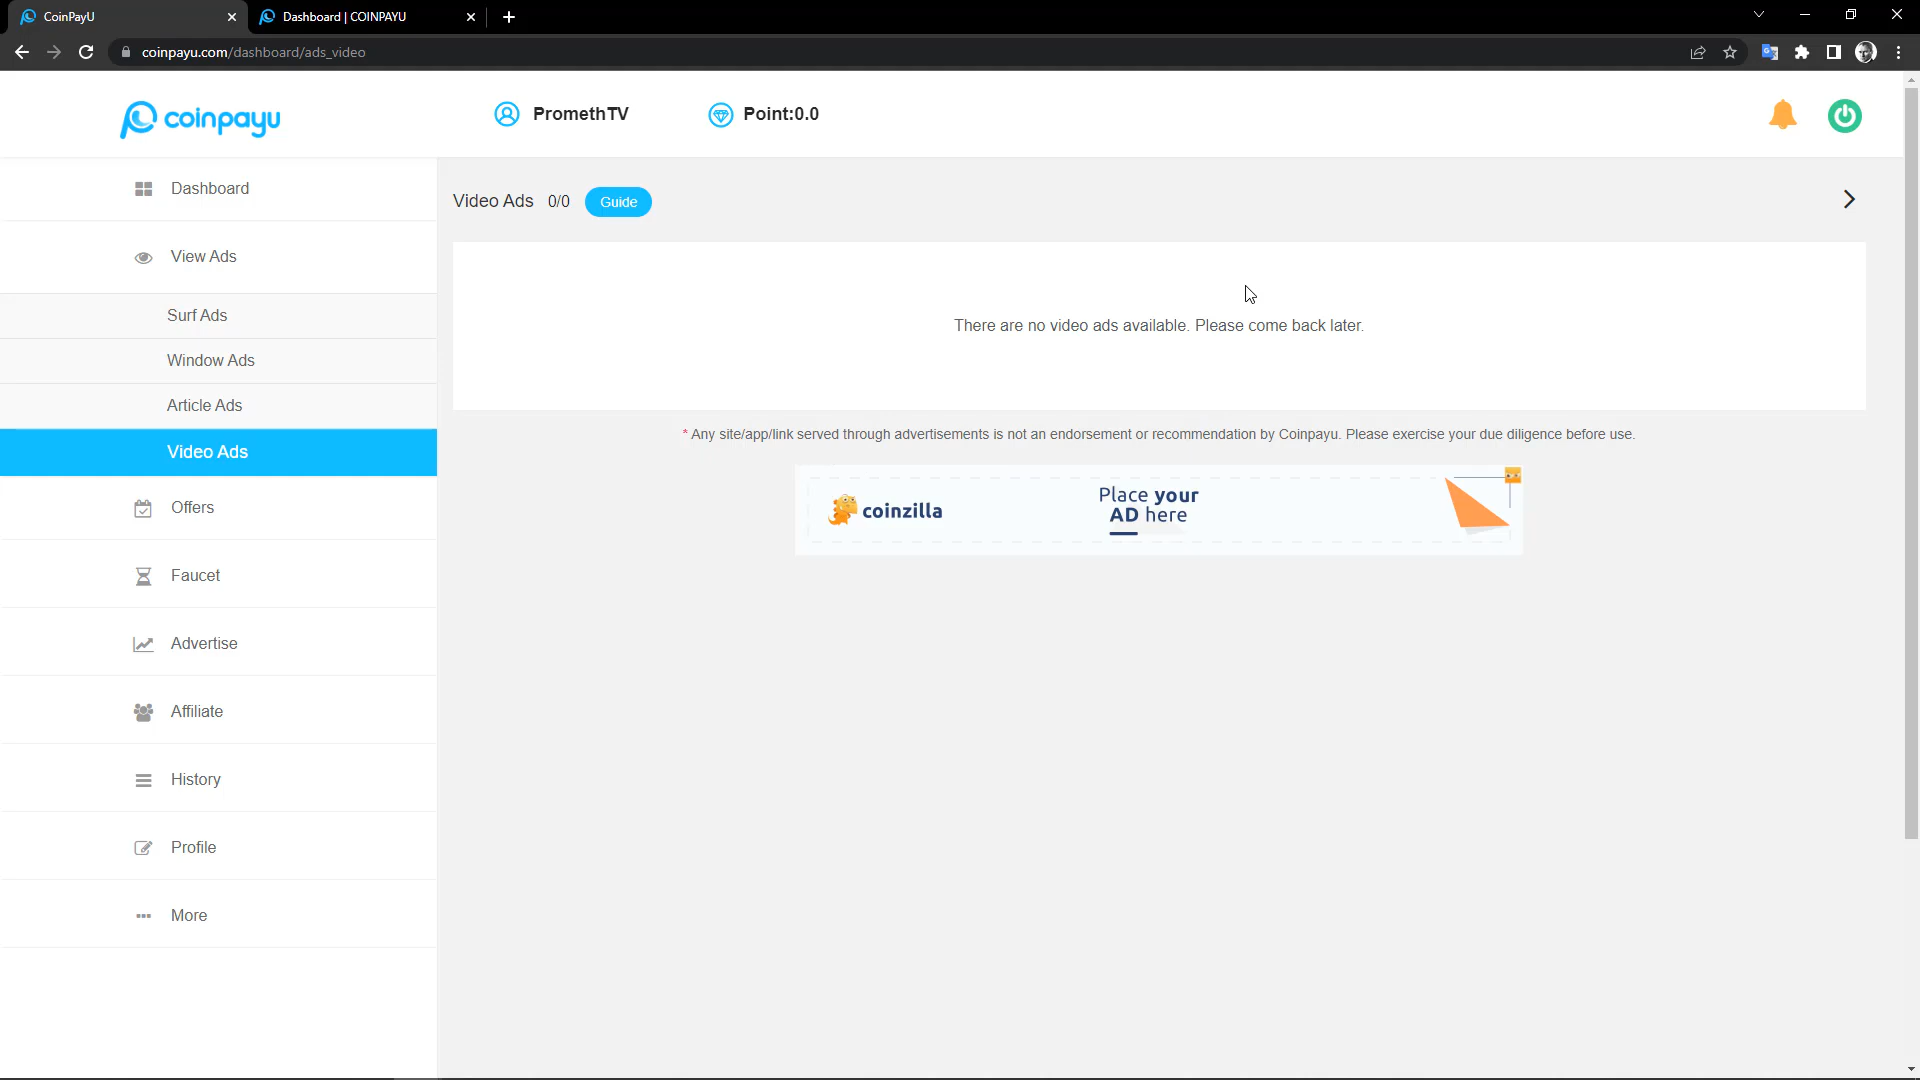 CoinPayU
Dashboard | COINPAYU
coinpayu.com/dashboard/ads_video
coinpayu
PromethTV
Point:0.0
Dashboard
View Ads
Surf Ads
Window Ads
Article Ads
Video Ads
Offers
Faucet
Advertise
Affiliate
History
Profile
More
Video Ads 0/0 Guide
There are no video ads available. Please come back later.
* Any site/app/link served through advertisements is not an endorsement or recommendation by Coinpayu. Please exercise your due diligence before use.
coinzilla
Place your
AD here